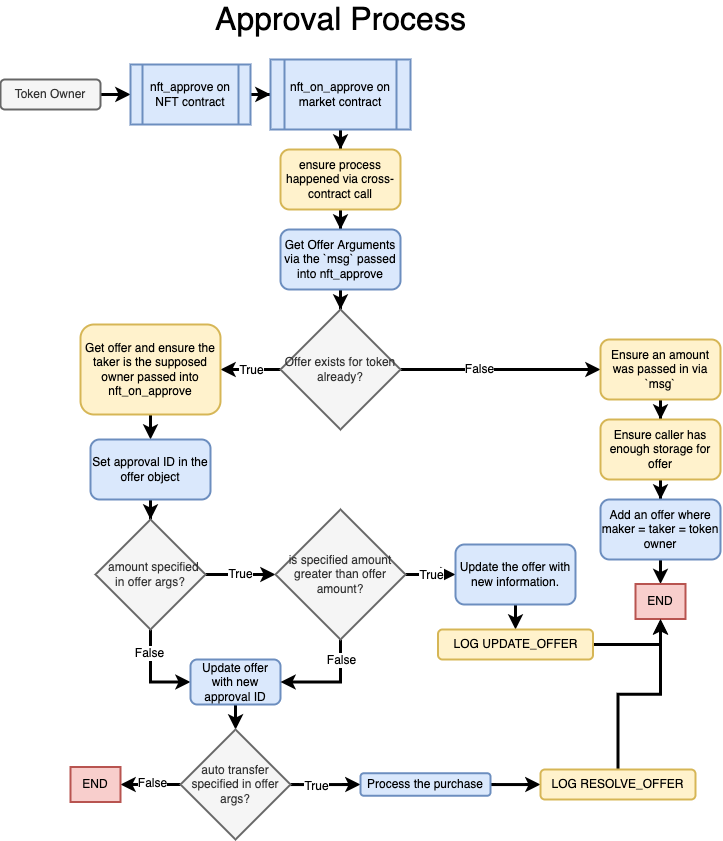 Approval Process
Token Owner
nft_approve on
NFT contract
nft_on_approve on
market contract
ensure process
happened via cross-
contract call
Get Offer Arguments
via the `msg` passed
into nft_approve
Offer exists for token
already?
True
False
Get offer and ensure the
taker is the supposed
owner passed into
nft_on_approve
Ensure an amount
was passed in via
`msg`
Set approval ID in the
offer object
Ensure caller has
enough storage for
offer
Add an offer where
maker = taker = token
owner
END
amount specified
in offer args?
True
is specified amount
greater than offer
amount?
True
Update the offer with
new information.
LOG UPDATE_OFFER
False
False
Update offer
with new
approval ID
auto transfer
specified in offer
args?
False
END
True
Process the purchase
LOG RESOLVE_OFFER